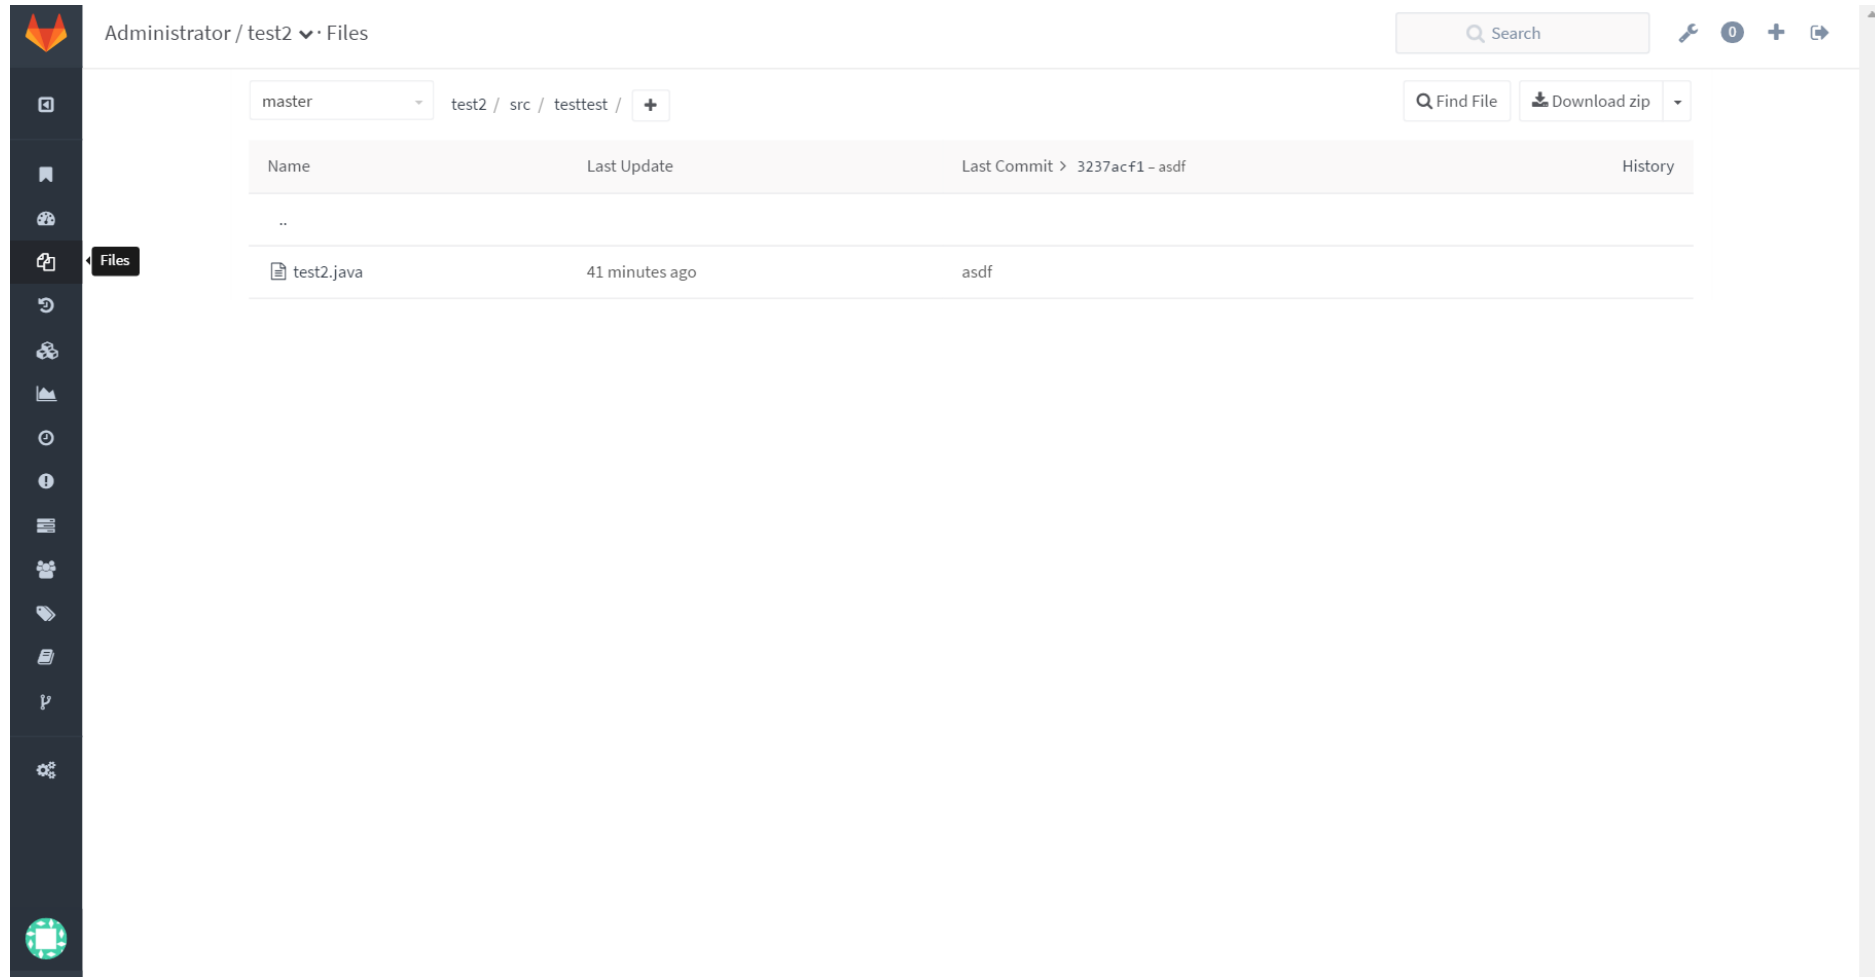 Administrator / test2 · Files
Search
0
master
test2 / src / testtest /
Find File
Download zip
Name Last Update Last Commit > 3237acf1 – asdf History
..
Files
test2.java 41 minutes ago asdf